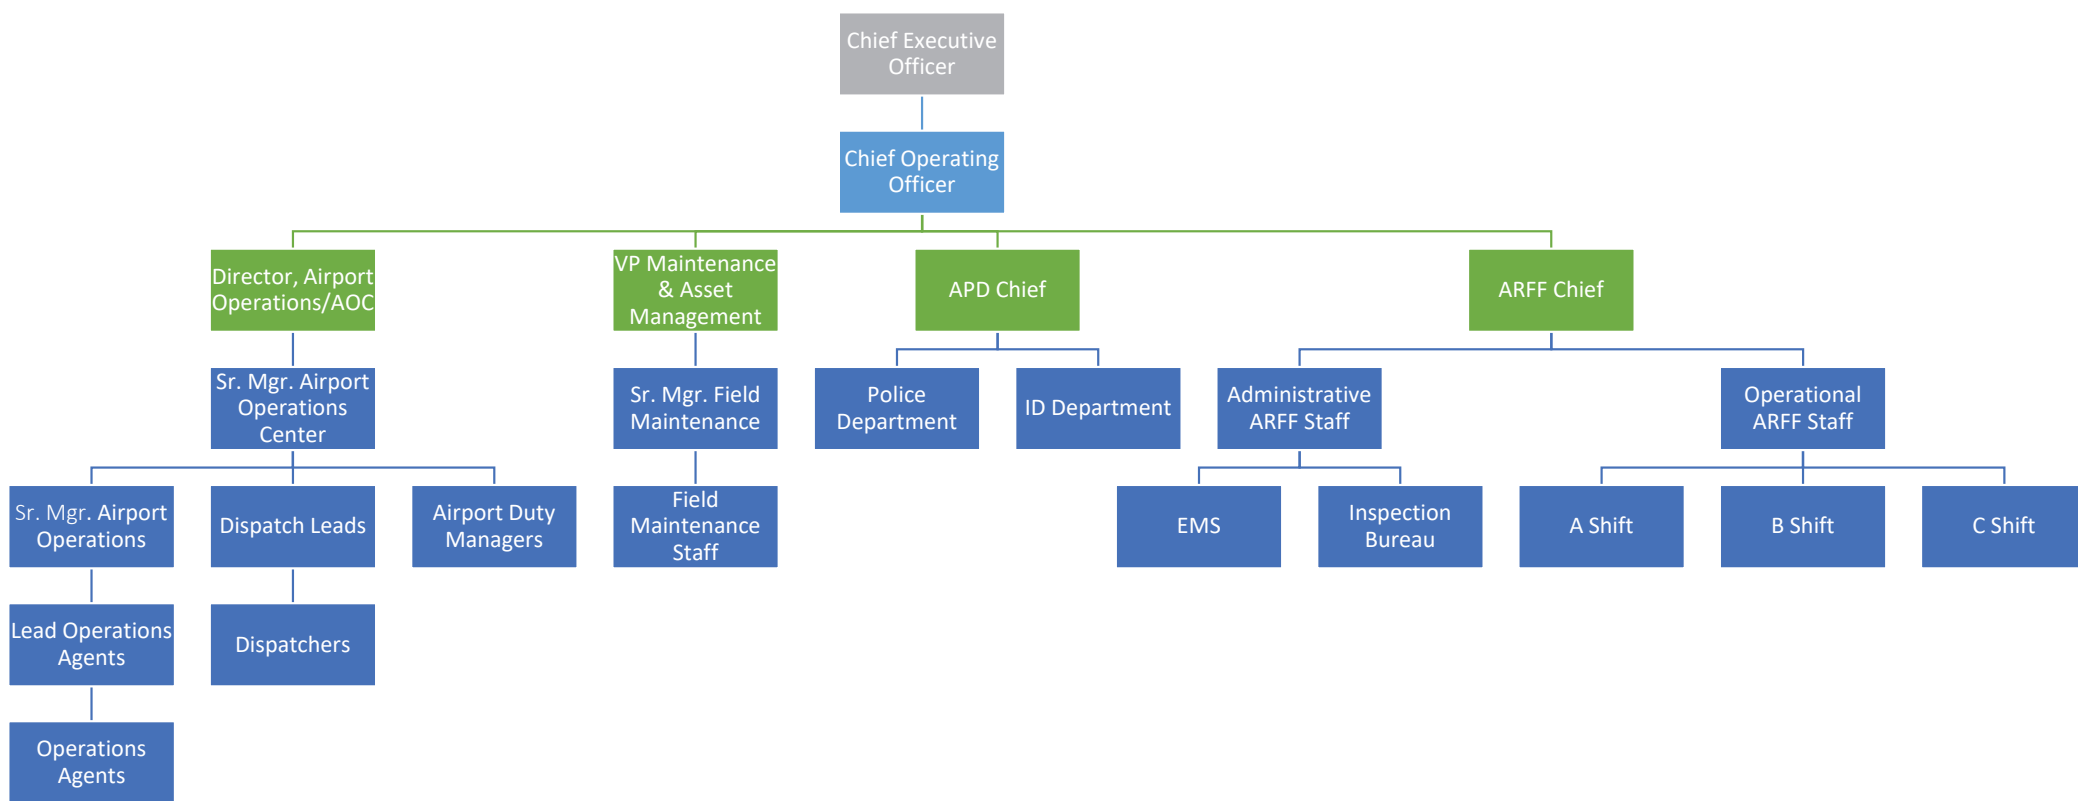 Chief Executive
Officer
Chief Operating
Officer
Director, Airport
Operations/AOC
VP Maintenance
& Asset
Management
APD Chief
ARFF Chief
Sr. Mgr. Airport
Operations
Center
Sr. Mgr. Field
Maintenance
Police
Department
ID Department
Administrative
ARFF Staff
Operational
ARFF Staff
Sr. Mgr. Airport
Operations
Dispatch Leads
Airport Duty
Managers
Field
Maintenance
Staff
EMS
Inspection
Bureau
A Shift
B Shift
C Shift
Lead Operations
Agents
Dispatchers
Operations
Agents